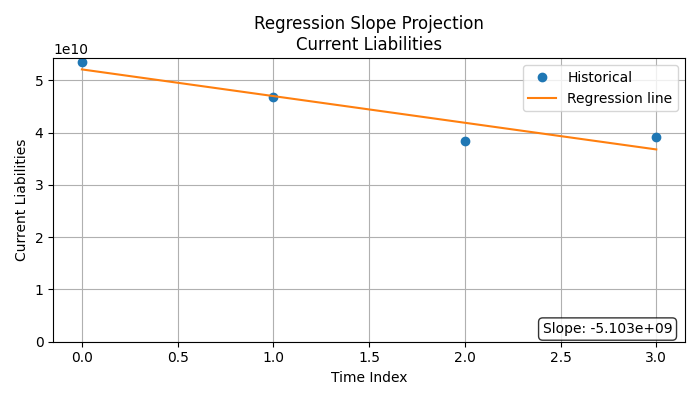 Regression Slope Projection
Current Liabilities
1e10
5
4
3
2
1
0
Current Liabilities
Historical
Regression line
Slope: -5.103e+09
0.0 0.5 1.0 1.5 2.0 2.5 3.0
Time Index